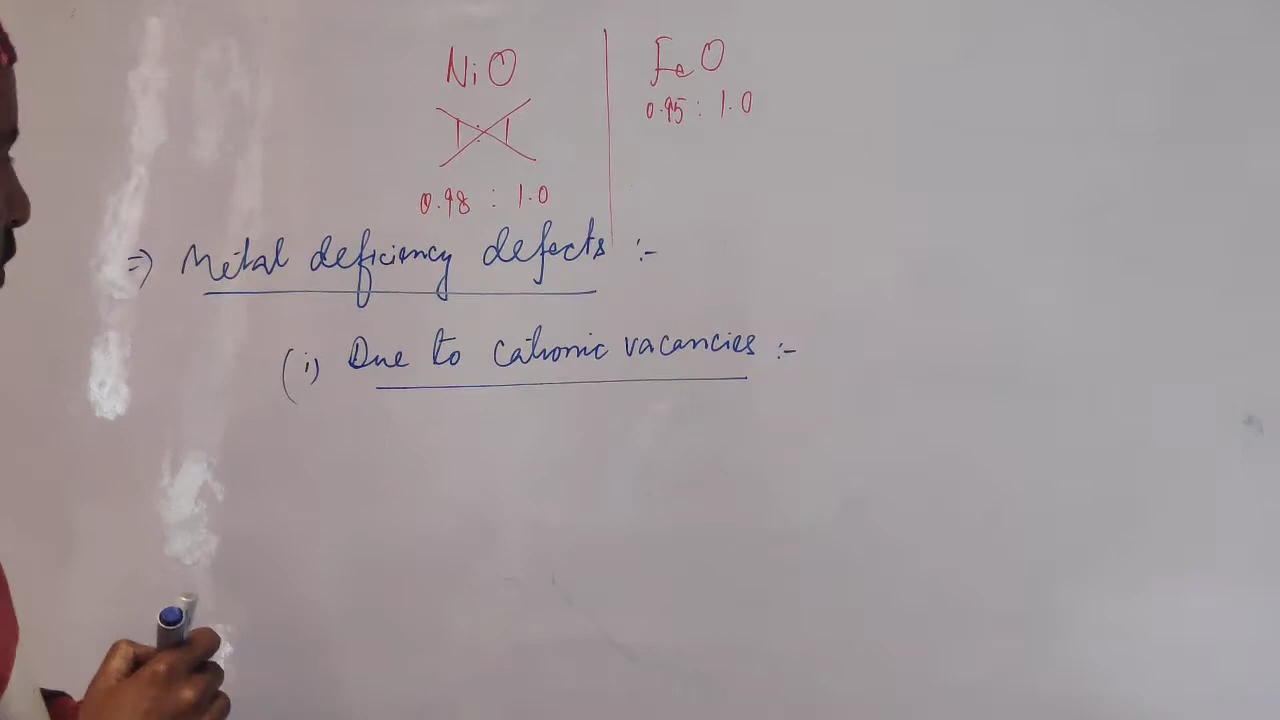 NiO
1 : 1
0.98 : 1.0
FeO
0.95 : 1.0
⇒ Metal deficiency defects :-
(i) Due to cationic vacancies :-